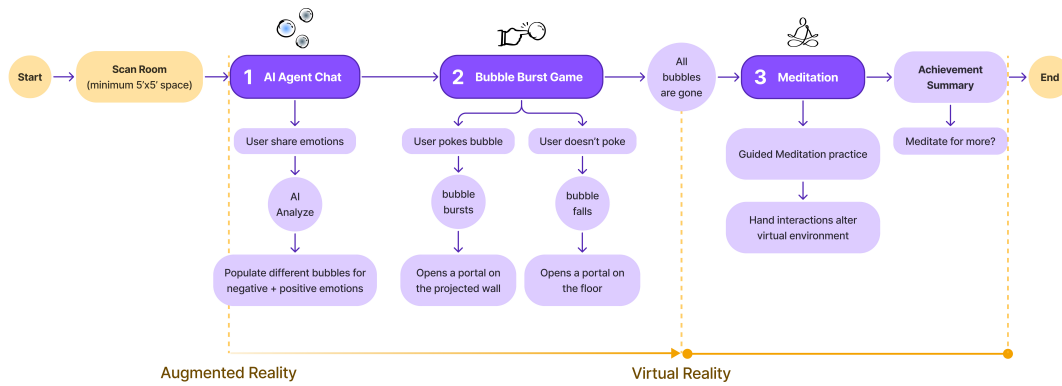 Start
Scan Room
(minimum 5'x5' space)
1 AI Agent Chat
User share emotions
AI
Analyze
Populate different bubbles for
negative + positive emotions
2 Bubble Burst Game
User pokes bubble
bubble
bursts
Opens a portal on
the projected wall
User doesn't poke
bubble
falls
Opens a portal on
the floor
All
bubbles
are gone
3 Meditation
Guided Meditation practice
Hand interactions alter
virtual environment
Achievement
Summary
Meditate for more?
End
Augmented Reality
Virtual Reality